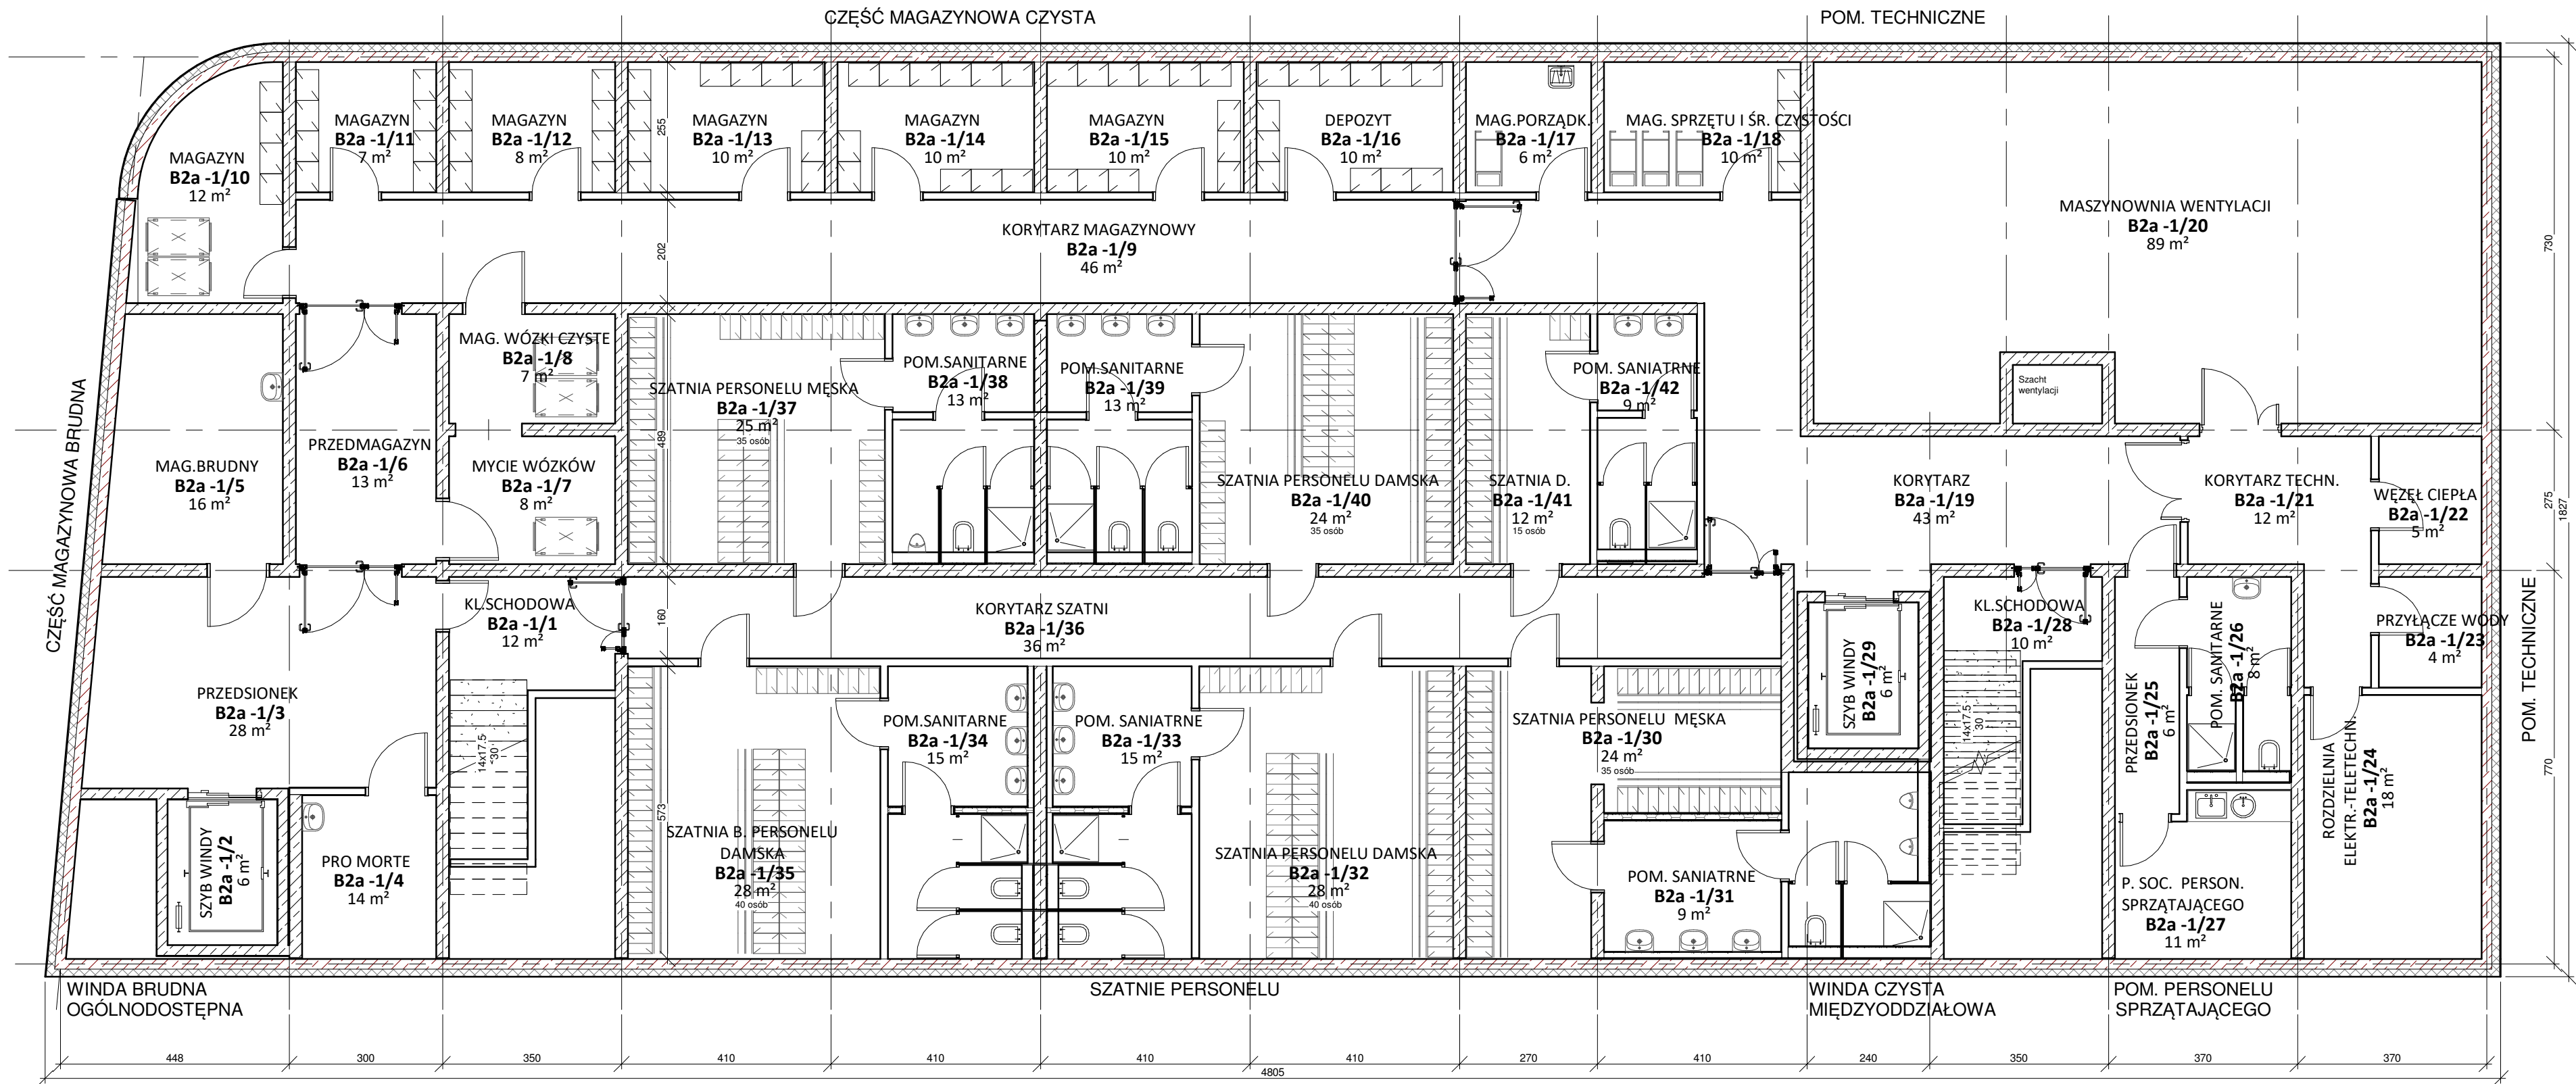 CZĘŚĆ MAGAZYNOWA CZYSTA
POM. TECHNICZNE
MAGAZYN
B2a -1/10
12 m²
MAGAZYN
B2a -1/11
7 m²
MAGAZYN
B2a -1/12
8 m²
MAGAZYN
B2a -1/13
10 m²
MAGAZYN
B2a -1/14
10 m²
MAGAZYN
B2a -1/15
10 m²
DEPOZYT
B2a -1/16
10 m²
MAG.PORZĄDK.
B2a -1/17
6 m²
MAG. SPRZĘTU I ŚR. CZYSTOŚCI
B2a -1/18
10 m²
MASZYNOWNIA WENTYLACJI
B2a -1/20
89 m²
KORYTARZ MAGAZYNOWY
B2a -1/9
46 m²
255
202
489
160
573
730
275
1827
770
CZĘŚĆ MAGAZYNOWA BRUDNA
MAG.BRUDNY
B2a -1/5
16 m²
PRZEDMAGAZYN
B2a -1/6
13 m²
MAG. WÓZKI CZYSTE
B2a -1/8
7 m²
MYCIE WÓZKÓW
B2a -1/7
8 m²
SZATNIA PERSONELU MĘSKA
B2a -1/37
25 m²
35 osób
POM.SANITARNE
B2a -1/38
13 m²
POM.SANITARNE
B2a -1/39
13 m²
SZATNIA PERSONELU DAMSKA
B2a -1/40
24 m²
35 osób
SZATNIA D.
B2a -1/41
12 m²
15 osób
POM. SANIATRNE
B2a -1/42
9 m²
Szacht
wentylacji
KORYTARZ
B2a -1/19
43 m²
KORYTARZ TECHN.
B2a -1/21
12 m²
WĘZEŁ CIEPŁA
B2a -1/22
5 m²
PRZYŁĄCZE WODY
B2a -1/23
4 m²
POM. TECHNICZNE
KL.SCHODOWA
B2a -1/1
12 m²
14x17.5
30
KORYTARZ SZATNI
B2a -1/36
36 m²
SZYB WINDY
B2a -1/29
6 m²
KL.SCHODOWA
B2a -1/28
10 m²
14x17.5
30
PRZEDSIONEK
B2a -1/25
6 m²
POM. SANITARNE
B2a -1/26
8 m²
ROZDZIELNIA
ELEKTR.-TELETECHN.
B2a -1/24
18 m²
PRZEDSIONEK
B2a -1/3
28 m²
SZYB WINDY
B2a -1/2
6 m²
PRO MORTE
B2a -1/4
14 m²
SZATNIA B. PERSONELU
DAMSKA
B2a -1/35
28 m²
40 osób
POM.SANITARNE
B2a -1/34
15 m²
POM. SANIATRNE
B2a -1/33
15 m²
SZATNIA PERSONELU DAMSKA
B2a -1/32
28 m²
40 osób
SZATNIA PERSONELU MĘSKA
B2a -1/30
24 m²
35 osób
POM. SANIATRNE
B2a -1/31
9 m²
P. SOC. PERSON.
SPRZĄTAJĄCEGO
B2a -1/27
11 m²
WINDA BRUDNA
OGÓLNODOSTĘPNA
SZATNIE PERSONELU
WINDA CZYSTA
MIĘDZYODDZIAŁOWA
POM. PERSONELU
SPRZĄTAJĄCEGO
448
300
350
410
410
410
410
270
410
240
350
370
370
4805